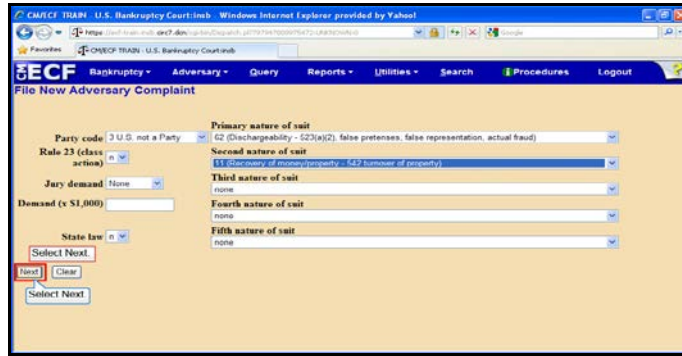 CM/ECF TRAIN - U.S. Bankruptcy Court:insb - Windows Internet Explorer provided by Yahoo!
Google
Favorites CM/ECF TRAIN - U.S. Bankruptcy Court:insb
ECF Bankruptcy Adversary Query Reports Utilities Search Procedures Logout
File New Adversary Complaint
Primary nature of suit
Party code 3 U.S. not a Party 62 (Dischargeability - 523(a)(2), false pretenses, false representation, actual fraud)
Rule 23 (class action) n Second nature of suit
11 (Recovery of money/property - 542 turnover of property)
Jury demand None Third nature of suit
none
Demand (x $1,000) Fourth nature of suit
none
State law n Fifth nature of suit
none
Select Next.
Next Clear
Select Next.